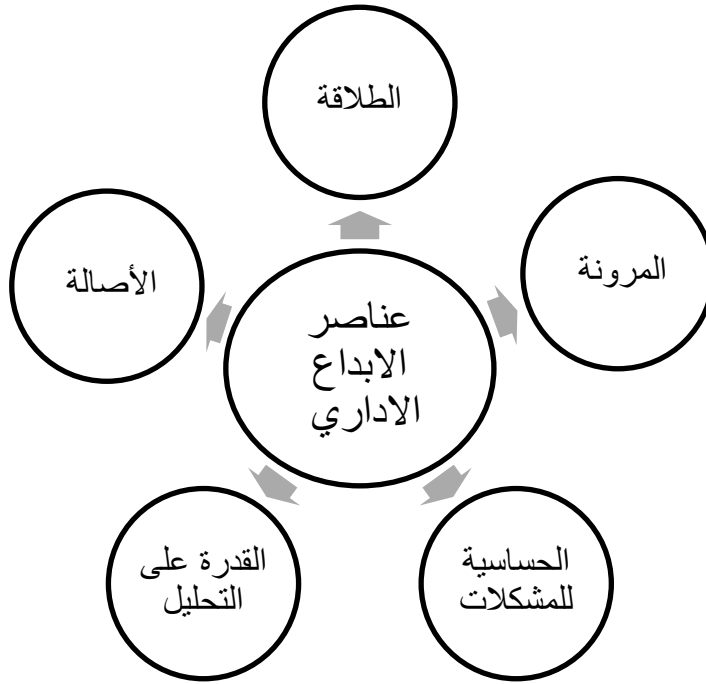 الطلاقة
المرونة
الأصالة
عناصر
الابداع
الاداري
الحساسية
للمشكلات
القدرة على
التحليل